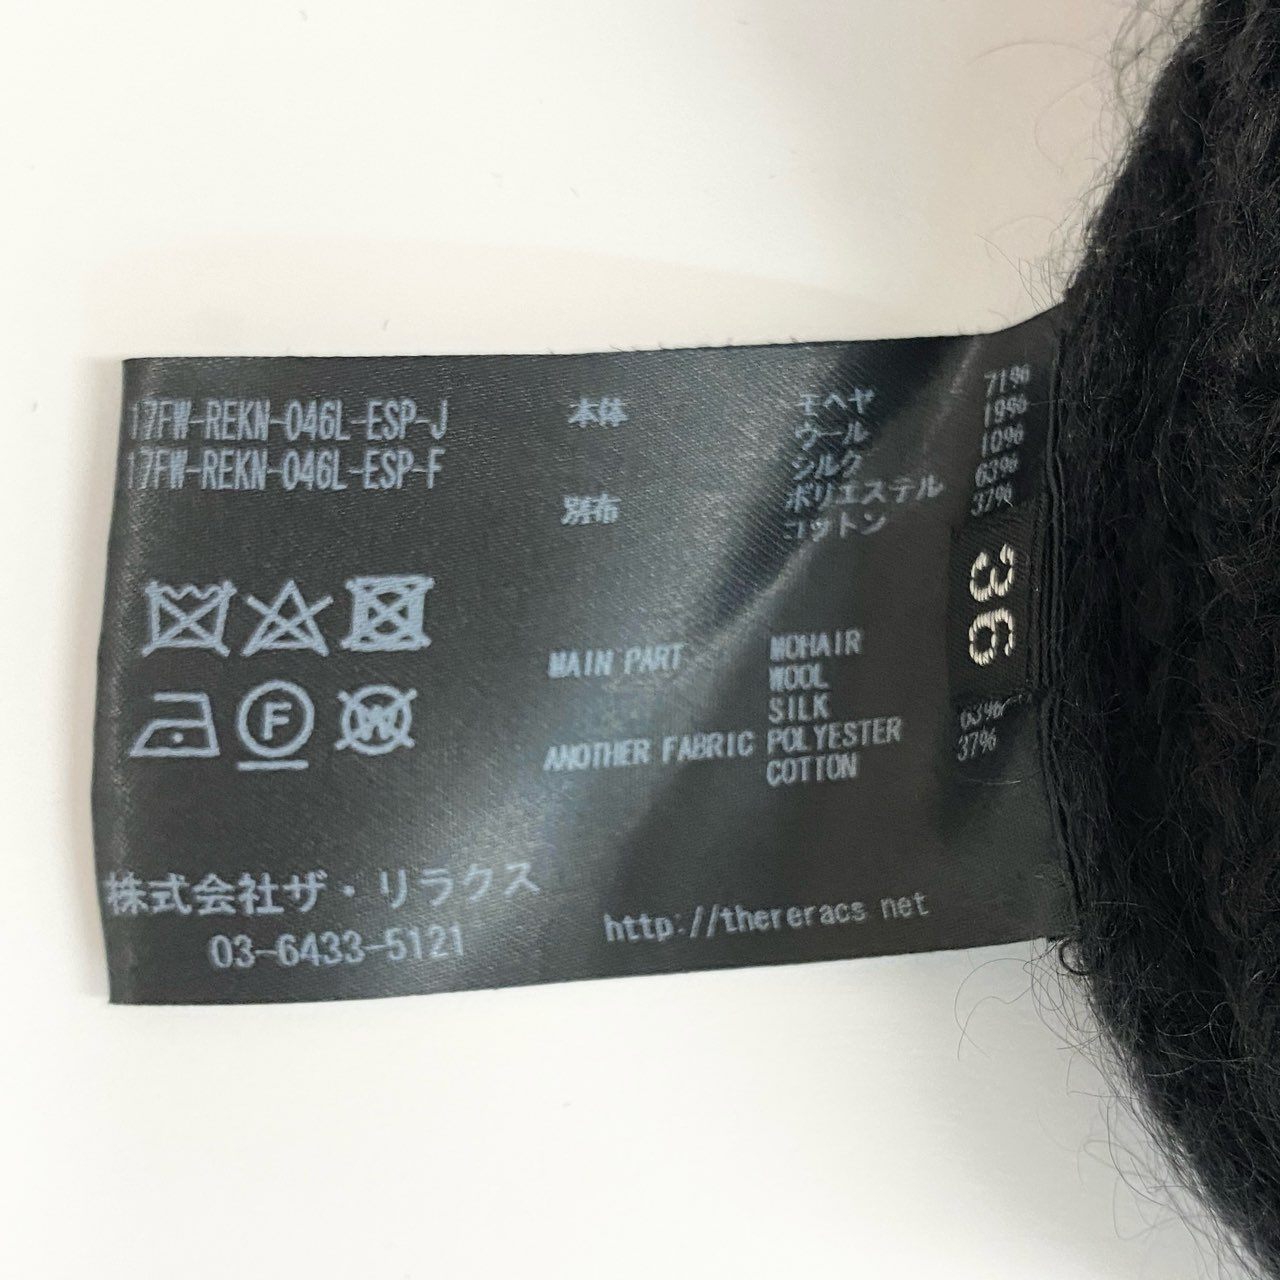 17FW-REKN-046L-ESP-J
17FW-REKN-046L-ESP-F
F
W
本体 モヘヤ 71%
ウール 19%
シルク 10%
別布 ポリエステル 63%
コットン 37%
36
MAIN PART MOHAIR
WOOL
SILK
ANOTHER FABRIC POLYESTER 63%
COTTON 37%
株式会社ザ・リラクス
03-6433-5121
http://thereracs.net